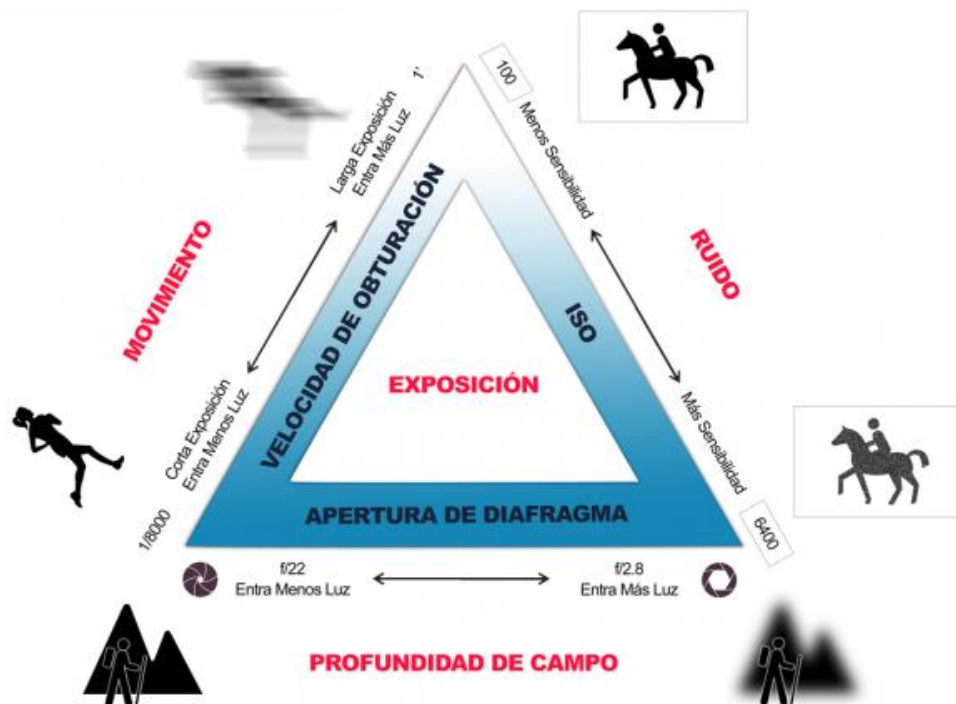 1'
Larga Exposición
Entra Más Luz
100
Menos Sensibilidad
MOVIMIENTO
VELOCIDAD DE OBTURACIÓN
ISO
RUIDO
EXPOSICIÓN
Corta Exposición
Entra Menos Luz
1/8000
Más Sensibilidad
6400
APERTURA DE DIAFRAGMA
f/22
Entra Menos Luz
f/2.8
Entra Más Luz
PROFUNDIDAD DE CAMPO